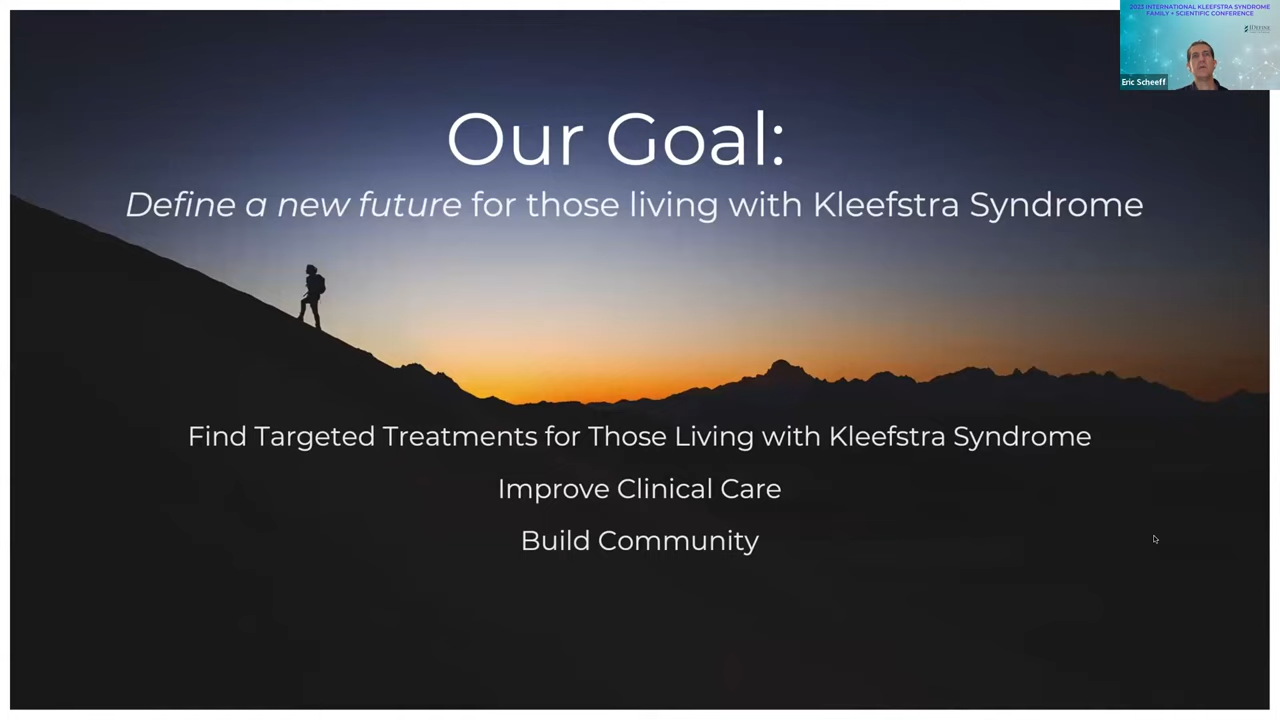 2023 INTERNATIONAL KLEEFSTRA SYNDROME
FAMILY + SCIENTIFIC CONFERENCE
IDefine
Eric Scheeff
Our Goal:
Define a new future for those living with Kleefstra Syndrome
Find Targeted Treatments for Those Living with Kleefstra Syndrome
Improve Clinical Care
Build Community